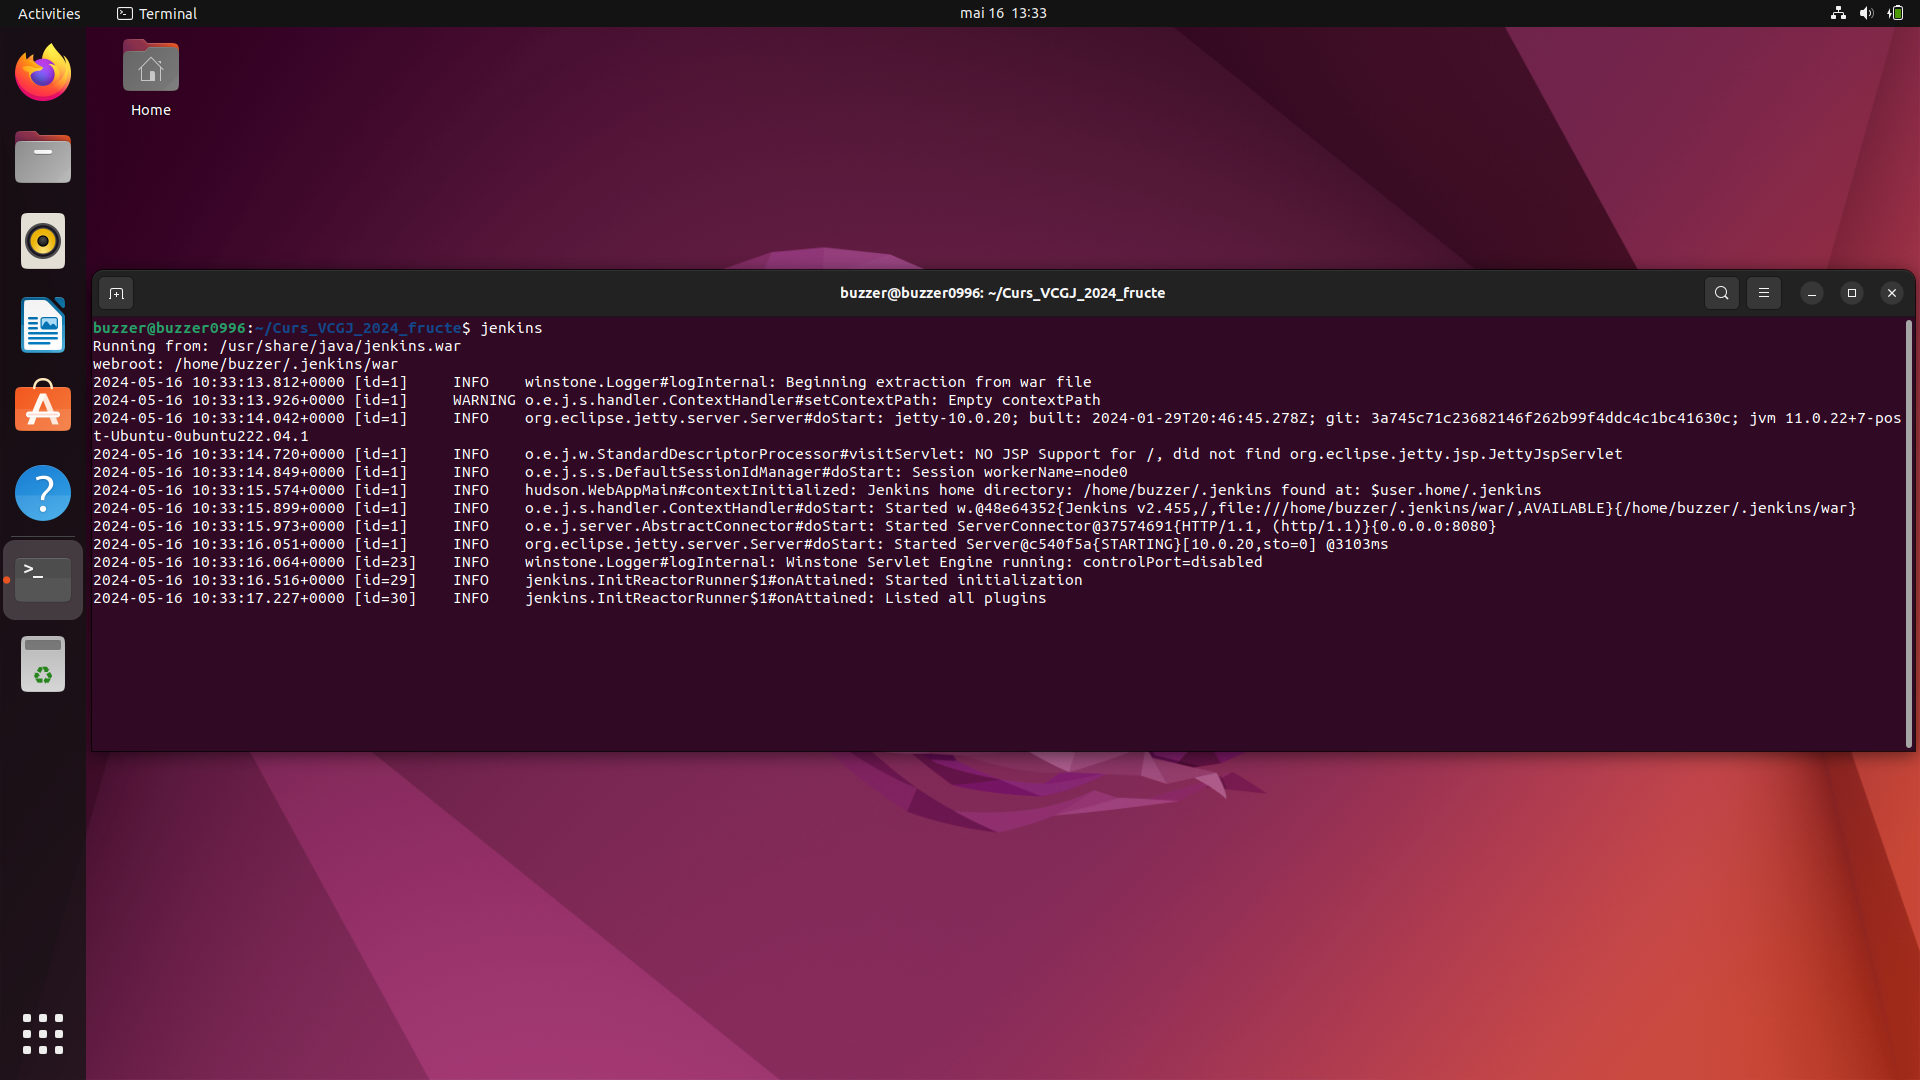 Activities
Terminal
mai 16 13:33
Home
buzzer@buzzer0996: ~/Curs_VCGJ_2024_fructe
buzzer@buzzer0996:~/Curs_VCGJ_2024_fructe$ jenkins
Running from: /usr/share/java/jenkins.war
webroot: /home/buzzer/.jenkins/war
2024-05-16 10:33:13.812+0000 [id=1]     INFO    winstone.Logger#logInternal: Beginning extraction from war file
2024-05-16 10:33:13.926+0000 [id=1]     WARNING o.e.j.s.handler.ContextHandler#setContextPath: Empty contextPath
2024-05-16 10:33:14.042+0000 [id=1]     INFO    org.eclipse.jetty.server.Server#doStart: jetty-10.0.20; built: 2024-01-29T20:46:45.278Z; git: 3a745c71c23682146f262b99f4ddc4c1bc41630c; jvm 11.0.22+7-pos
t-Ubuntu-0ubuntu222.04.1
2024-05-16 10:33:14.720+0000 [id=1]     INFO    o.e.j.w.StandardDescriptorProcessor#visitServlet: NO JSP Support for /, did not find org.eclipse.jetty.jsp.JettyJspServlet
2024-05-16 10:33:14.849+0000 [id=1]     INFO    o.e.j.s.s.DefaultSessionIdManager#doStart: Session workerName=node0
2024-05-16 10:33:15.574+0000 [id=1]     INFO    hudson.WebAppMain#contextInitialized: Jenkins home directory: /home/buzzer/.jenkins found at: $user.home/.jenkins
2024-05-16 10:33:15.899+0000 [id=1]     INFO    o.e.j.s.handler.ContextHandler#doStart: Started w.@48e64352{Jenkins v2.455,/,file:///home/buzzer/.jenkins/war/,AVAILABLE}{/home/buzzer/.jenkins/war}
2024-05-16 10:33:15.973+0000 [id=1]     INFO    o.e.j.server.AbstractConnector#doStart: Started ServerConnector@37574691{HTTP/1.1, (http/1.1)}{0.0.0.0:8080}
2024-05-16 10:33:16.051+0000 [id=1]     INFO    org.eclipse.jetty.server.Server#doStart: Started Server@c540f5a{STARTING}[10.0.20,sto=0] @3103ms
2024-05-16 10:33:16.064+0000 [id=23]    INFO    winstone.Logger#logInternal: Winstone Servlet Engine running: controlPort=disabled
2024-05-16 10:33:16.516+0000 [id=29]    INFO    jenkins.InitReactorRunner$1#onAttained: Started initialization
2024-05-16 10:33:17.227+0000 [id=30]    INFO    jenkins.InitReactorRunner$1#onAttained: Listed all plugins